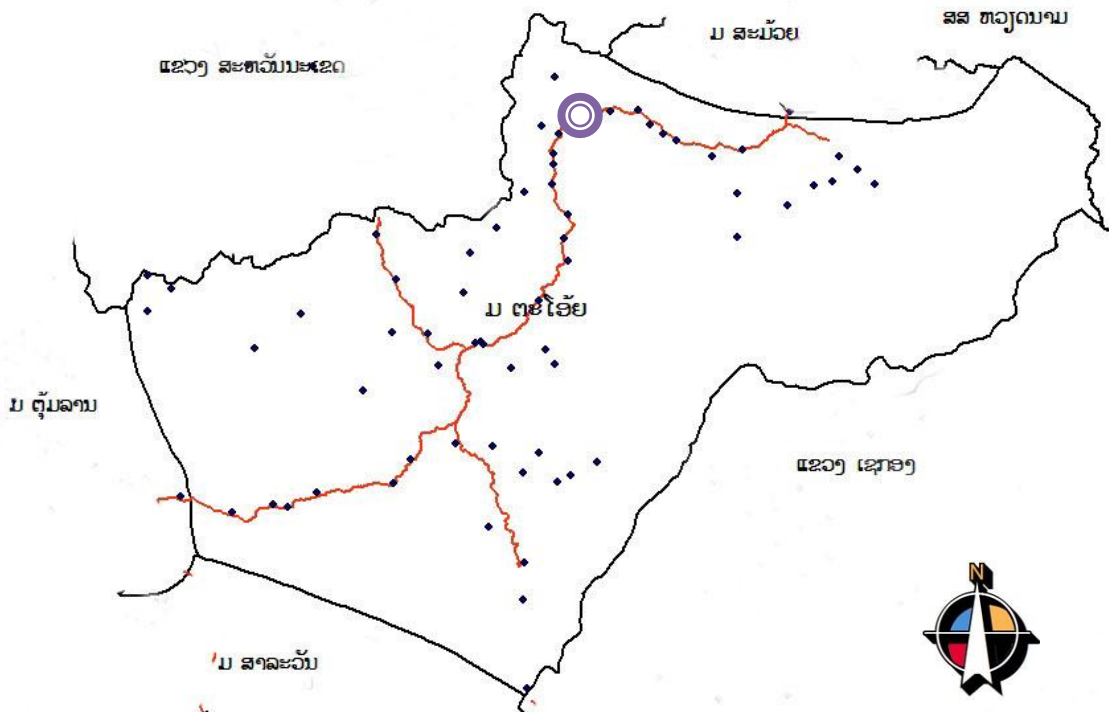 ສສ ຫວຽດນາມ
ມ ສະມ້ວຍ
ແຂວງ ສະຫວັນນະເຂດ
ມ ຕະໂອ້ຍ
ມ ຕຸ້ມລານ
ແຂວງ ເຊກອງ
N
ມ ສາລະວັນ